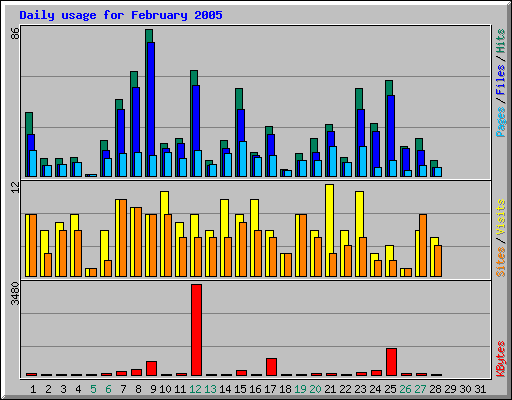 Daily usage for February 2005
86
Pages / Files / Hits
12
Sites / Visits
3480
KBytes
1 2 3 4 5 6 7 8 9 10 11 12 13 14 15 16 17 18 19 20 21 22 23 24 25 26 27 28 29 30 31